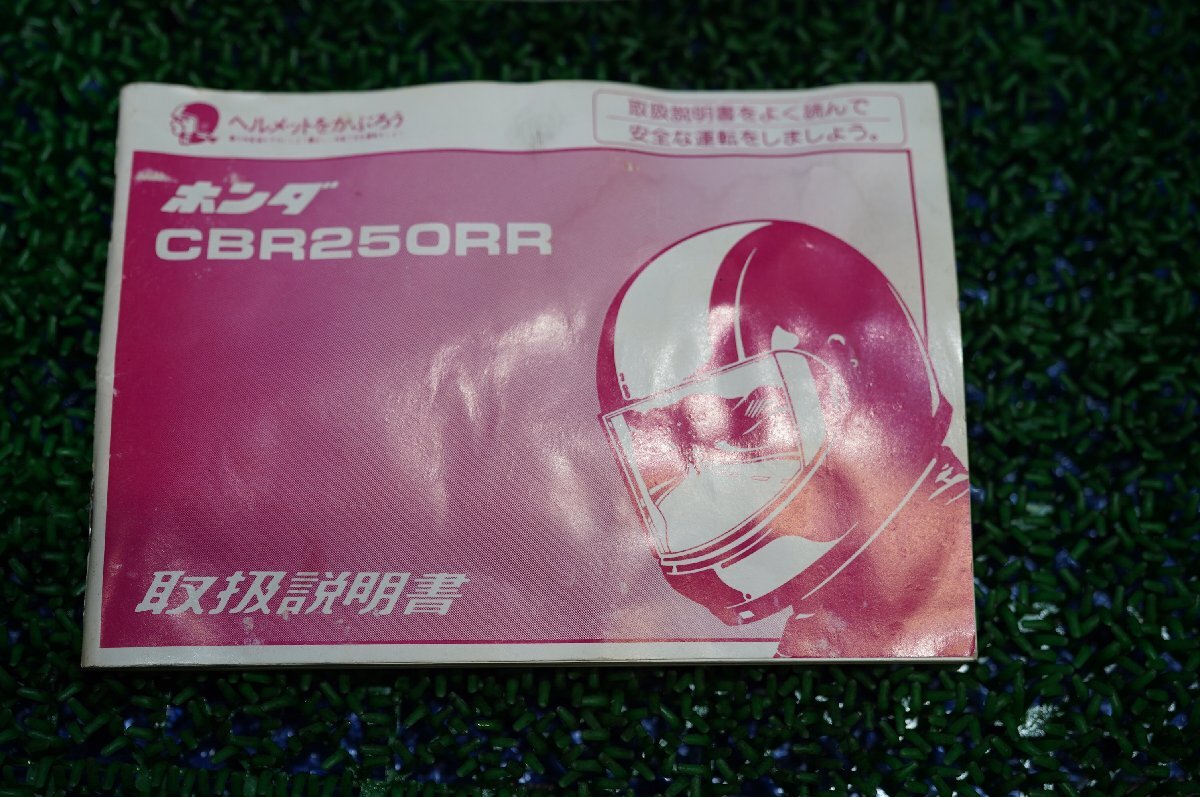 ヘルメットをかぶろう
取扱説明書をよく読んで
安全な運転をしましょう。
ホンダ
CBR250RR
取扱説明書